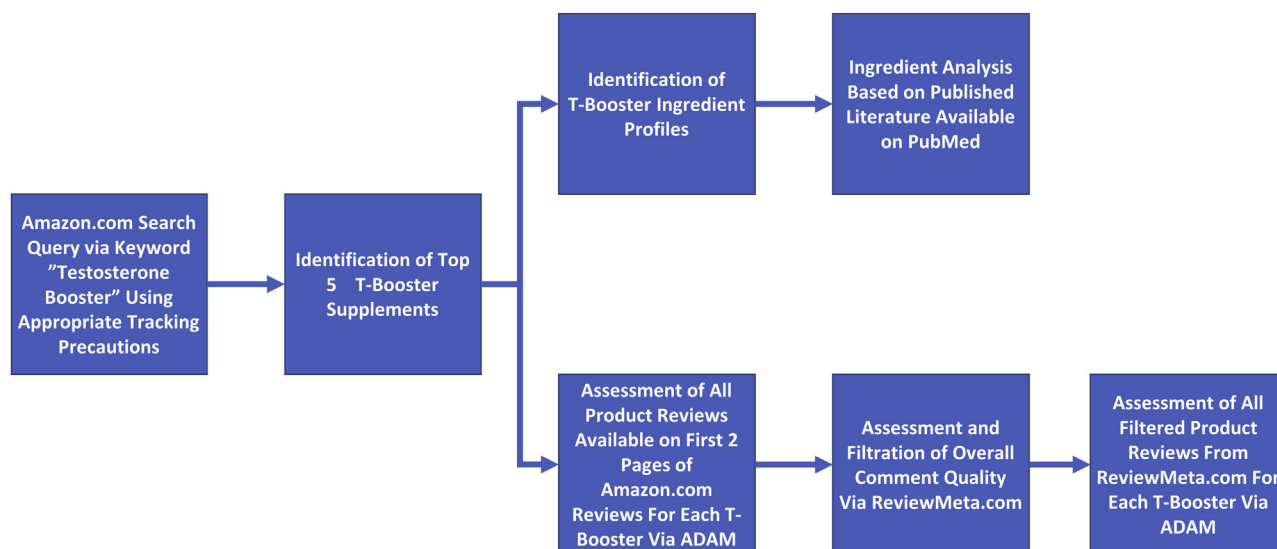 Amazon.com Search
Query via Keyword
”Testosterone
Booster” Using
Appropriate Tracking
Precautions
Identification of Top
5 T-Booster
Supplements
Identification of
T-Booster Ingredient
Profiles
Ingredient Analysis
Based on Published
Literature Available
on PubMed
Assessment of All
Product Reviews
Available on First 2
Pages of
Amazon.com
Reviews For Each T-
Booster Via ADAM
Assessment and
Filtration of Overall
Comment Quality
Via ReviewMeta.com
Assessment of All
Filtered Product
Reviews From
ReviewMeta.com For
Each T-Booster Via
ADAM